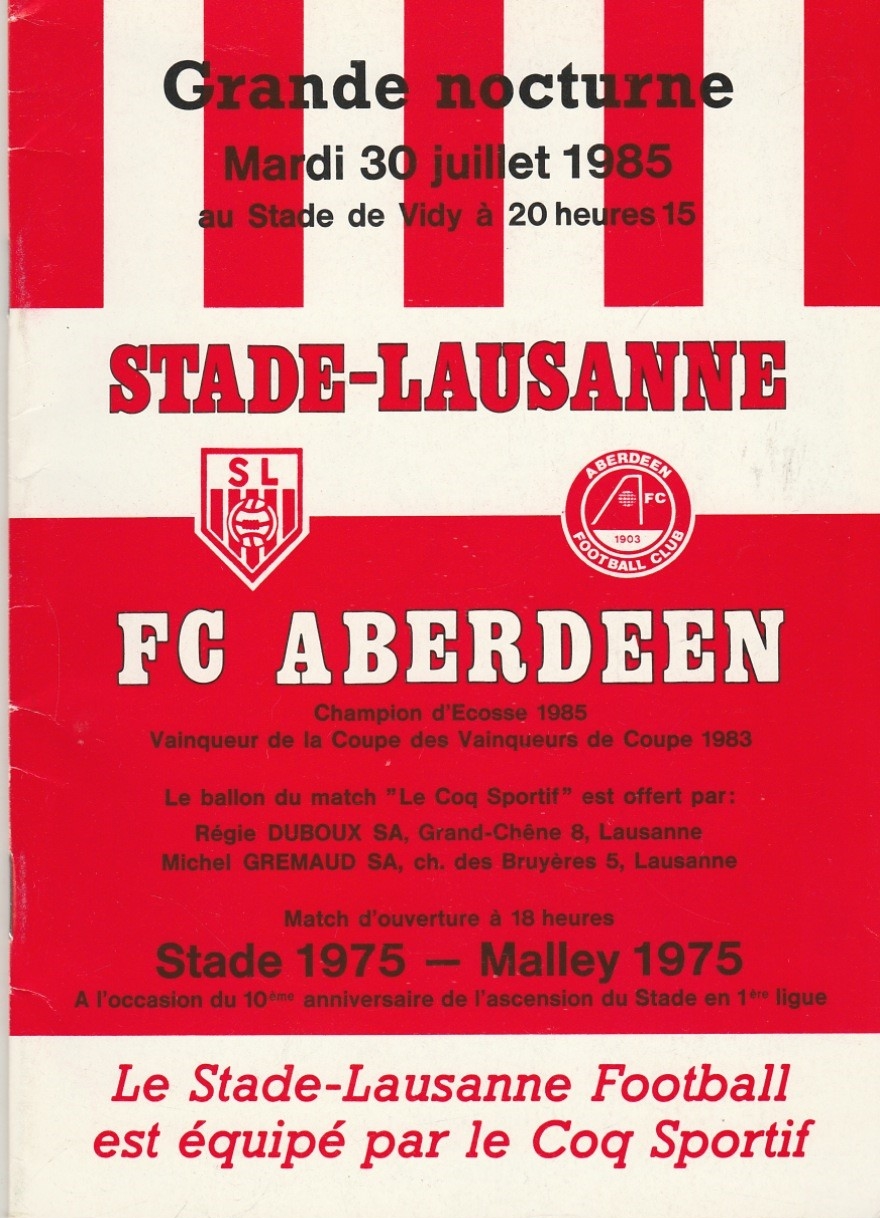 Grande nocturne
Mardi 30 juillet 1985
au Stade de Vidy à 20 heures 15
STADE-LAUSANNE
SL
ABERDEEN
AFC
1903
FOOTBALL CLUB
FC ABERDEEN
Champion d'Ecosse 1985
Vainqueur de la Coupe des Vainqueurs de Coupe 1983
Le ballon du match "Le Coq Sportif" est offert par:
Régie DUBOUX SA, Grand-Chêne 8, Lausanne
Michel GREMAUD SA, ch. des Bruyères 5, Lausanne
Match d'ouverture à 18 heures
Stade 1975 — Malley 1975
A l'occasion du 10ème anniversaire de l'ascension du Stade en 1ère ligue
Le Stade-Lausanne Football
est équipé par le Coq Sportif